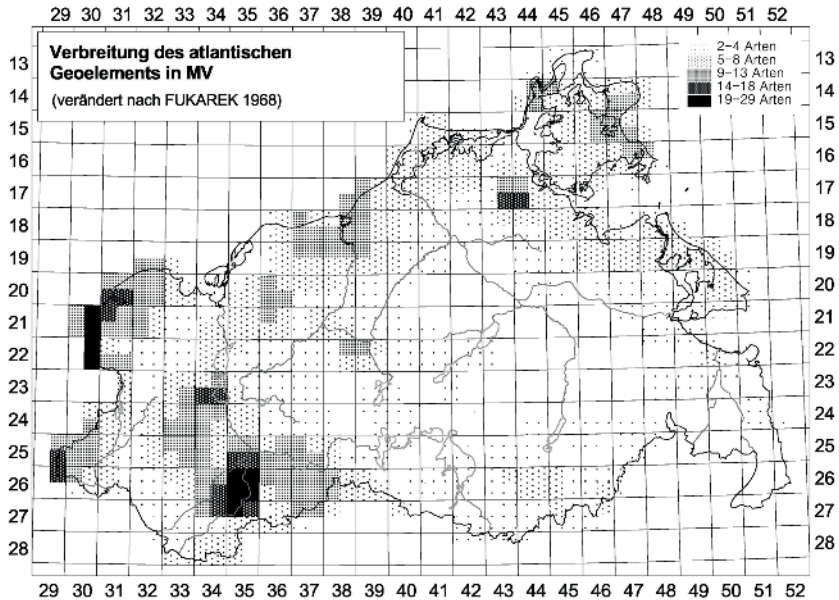 29 30 31 32 33 34 35 36 37 38 39 40 41 42 43 44 45 46 47 48 49 50 51 52
Verbreitung des atlantischen
Geoelements in MV
(verändert nach FUKAREK 1968)
2–4 Arten
5–8 Arten
9–13 Arten
14–18 Arten
19–29 Arten
13 13
14 14
15 15
16 16
17 17
18 18
19 19
20 20
21 21
22 22
23 23
24 24
25 25
26 26
27 27
28 28
29 30 31 32 33 34 35 36 37 38 39 40 41 42 43 44 45 46 47 48 49 50 51 52